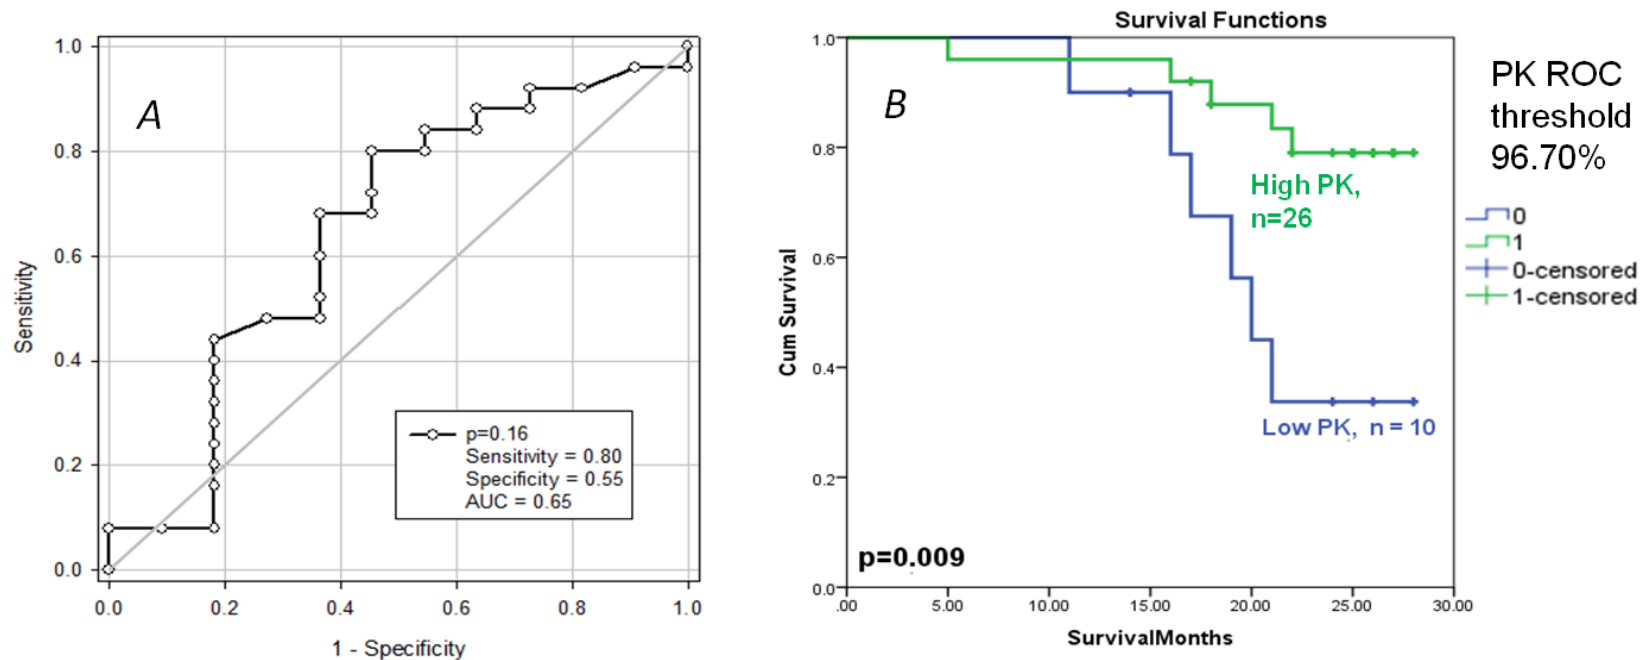 A
1.0
0.8
0.6
0.4
0.2
0.0
Sensitivity
p=0.16
Sensitivity = 0.80
Specificity = 0.55
AUC = 0.65
0.0 0.2 0.4 0.6 0.8 1.0
1 - Specificity
Survival Functions
B
1.0
0.8
0.6
0.4
0.2
0.0
Cum Survival
High PK,
n=26
Low PK, n = 10
p=0.009
.00 5.00 10.00 15.00 20.00 25.00 30.00
SurvivalMonths
PK ROC
threshold
96.70%
0
1
0-censored
1-censored